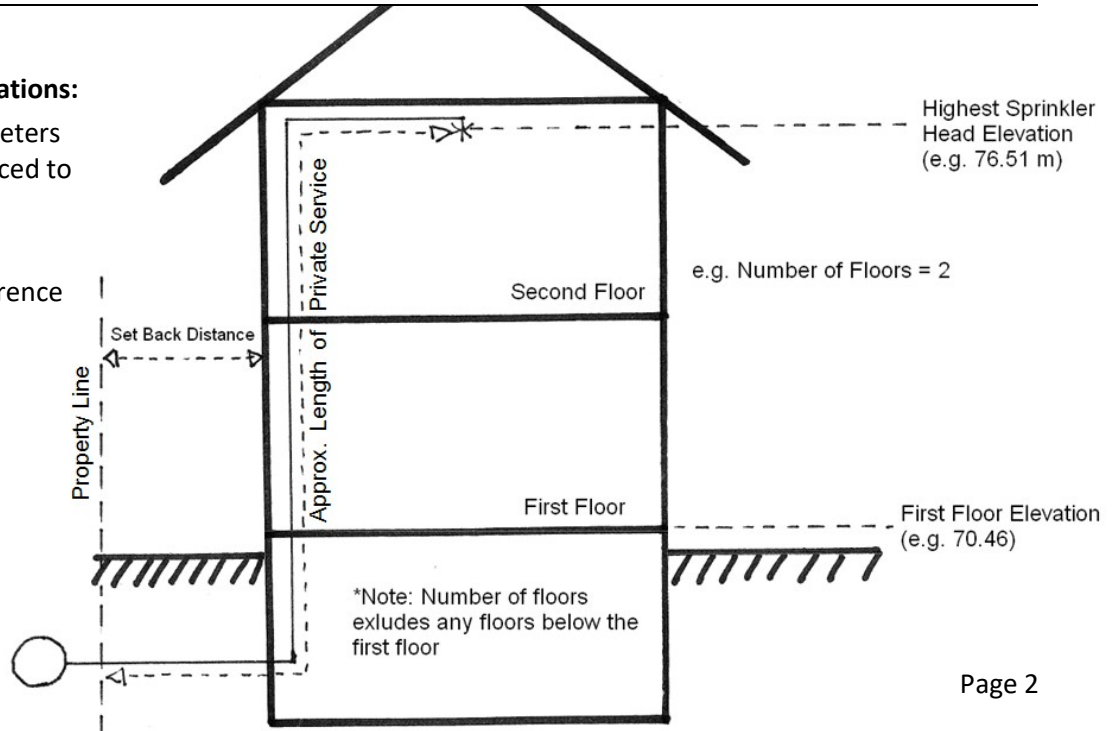 ations:
eters
ced to
rence
Highest Sprinkler
Head Elevation
(e.g. 76.51 m)
e.g. Number of Floors = 2
Second Floor
Set Back Distance
Property Line
Approx. Length of Private Service
First Floor
First Floor Elevation
(e.g. 70.46)
*Note: Number of floors
exludes any floors below the
first floor
Page 2